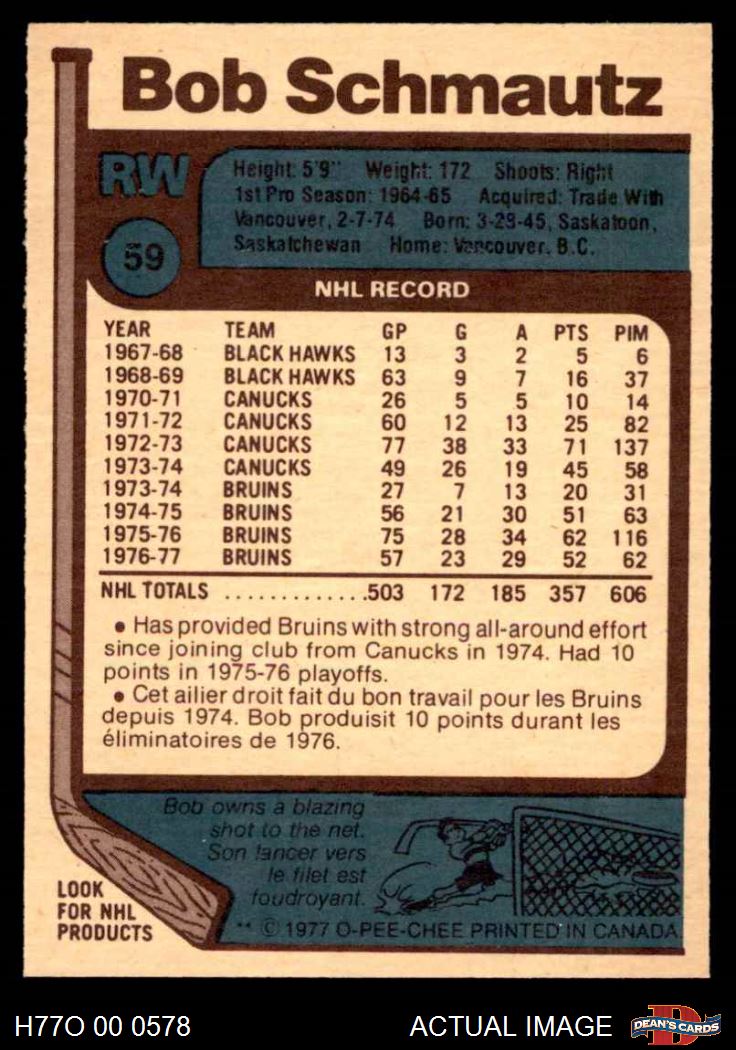 Bob Schmautz
RW
59
Height: 5'9" Weight: 172 Shoots: Right
1st Pro Season: 1964-65 Acquired: Trade With
Vancouver, 2-7-74 Born: 3-28-45, Saskatoon,
Saskatchewan Home: Vancouver, B.C.
NHL RECORD
YEAR TEAM GP G A PTS PIM
1967-68 BLACK HAWKS 13 3 2 5 6
1968-69 BLACK HAWKS 63 9 7 16 37
1970-71 CANUCKS 26 5 5 10 14
1971-72 CANUCKS 60 12 13 25 82
1972-73 CANUCKS 77 38 33 71 137
1973-74 CANUCKS 49 26 19 45 58
1973-74 BRUINS 27 7 13 20 31
1974-75 BRUINS 56 21 30 51 63
1975-76 BRUINS 75 28 34 62 116
1976-77 BRUINS 57 23 29 52 62
NHL TOTALS .............503 172 185 357 606
• Has provided Bruins with strong all-around effort
since joining club from Canucks in 1974. Had 10
points in 1975-76 playoffs.
• Cet ailier droit fait du bon travail pour les Bruins
depuis 1974. Bob produisit 10 points durant les
éliminatoires de 1976.
Bob owns a blazing
shot to the net.
Son lancer vers
le filet est
foudroyant.
LOOK
FOR NHL
PRODUCTS
** © 1977 O-PEE-CHEE PRINTED IN CANADA
H77O 00 0578 ACTUAL IMAGE DEAN'S CARDS